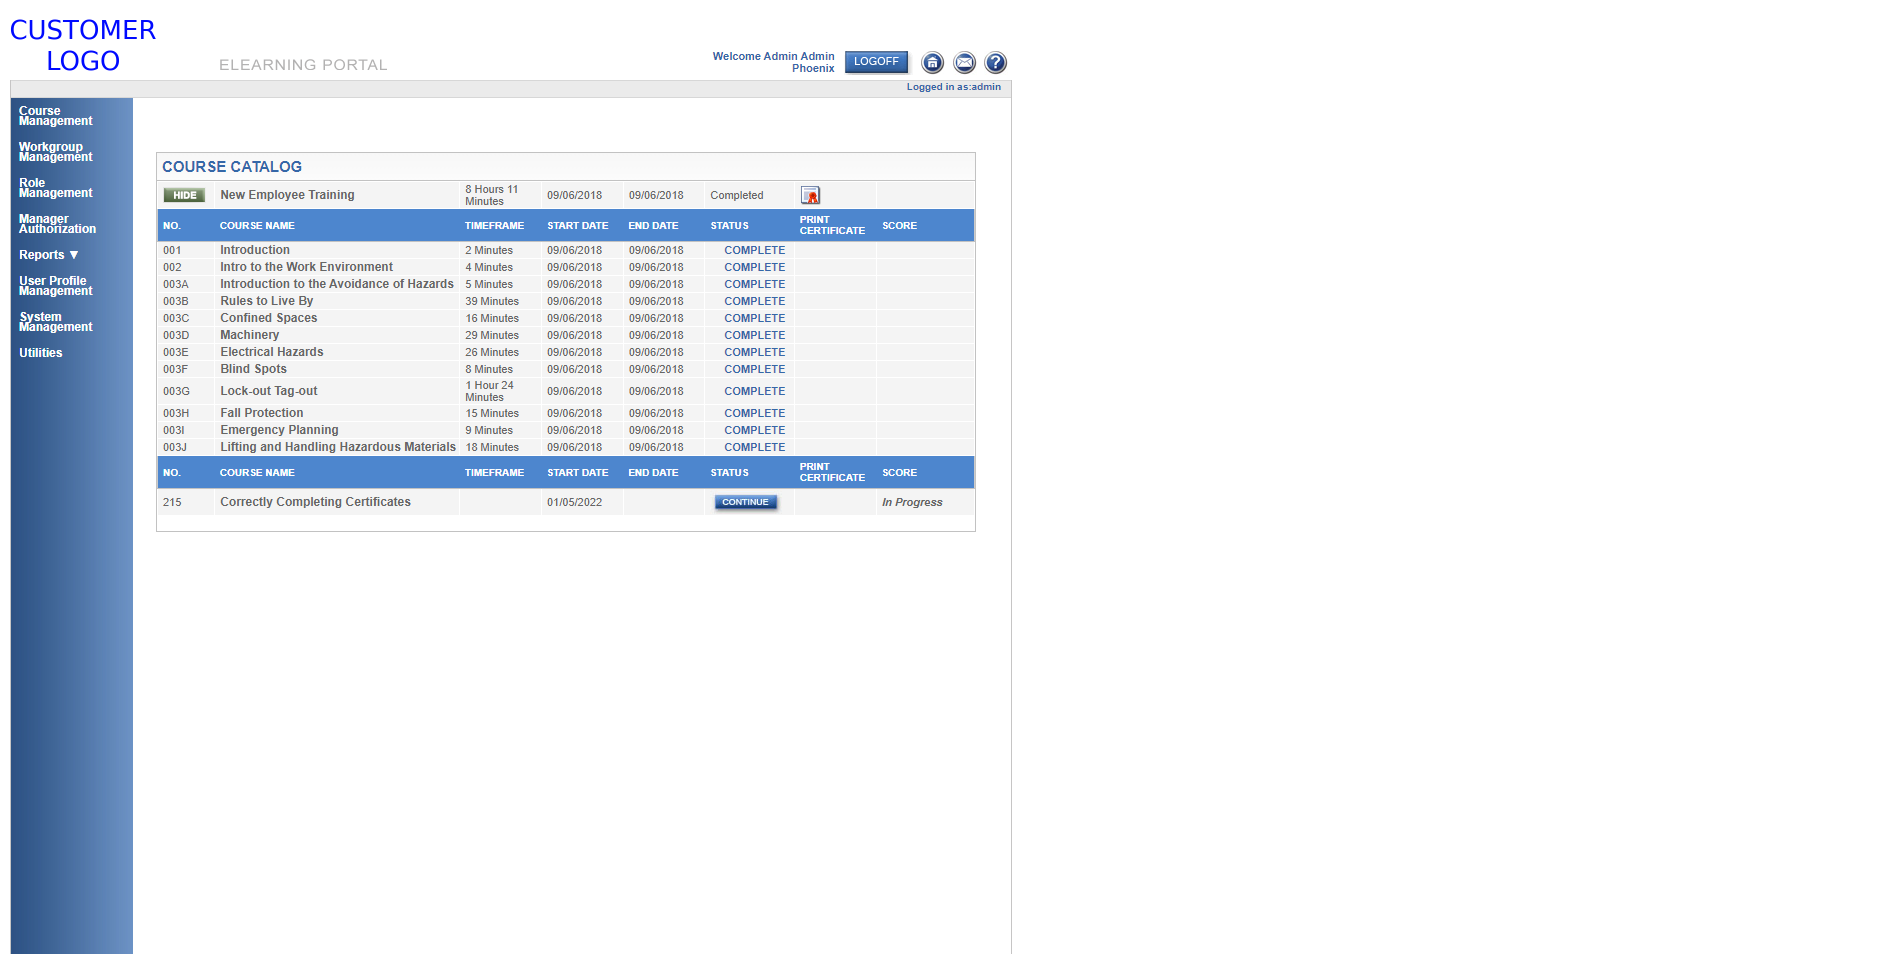 CUSTOMER
LOGO
ELEARNING PORTAL
Welcome Admin Admin
Phoenix
LOGOFF
Logged in as:admin
Course
Management
Workgroup
Management
Role
Management
Manager
Authorization
Reports ▼
User Profile
Management
System
Management
Utilities
COURSE CATALOG
HIDE New Employee Training 8 Hours 11 Minutes 09/06/2018 09/06/2018 Completed
NO. COURSE NAME TIMEFRAME START DATE END DATE STATUS PRINT CERTIFICATE SCORE
001 Introduction 2 Minutes 09/06/2018 09/06/2018 COMPLETE
002 Intro to the Work Environment 4 Minutes 09/06/2018 09/06/2018 COMPLETE
003A Introduction to the Avoidance of Hazards 5 Minutes 09/06/2018 09/06/2018 COMPLETE
003B Rules to Live By 39 Minutes 09/06/2018 09/06/2018 COMPLETE
003C Confined Spaces 16 Minutes 09/06/2018 09/06/2018 COMPLETE
003D Machinery 29 Minutes 09/06/2018 09/06/2018 COMPLETE
003E Electrical Hazards 26 Minutes 09/06/2018 09/06/2018 COMPLETE
003F Blind Spots 8 Minutes 09/06/2018 09/06/2018 COMPLETE
003G Lock-out Tag-out 1 Hour 24 Minutes 09/06/2018 09/06/2018 COMPLETE
003H Fall Protection 15 Minutes 09/06/2018 09/06/2018 COMPLETE
003I Emergency Planning 9 Minutes 09/06/2018 09/06/2018 COMPLETE
003J Lifting and Handling Hazardous Materials 18 Minutes 09/06/2018 09/06/2018 COMPLETE
NO. COURSE NAME TIMEFRAME START DATE END DATE STATUS PRINT CERTIFICATE SCORE
215 Correctly Completing Certificates 01/05/2022 CONTINUE In Progress